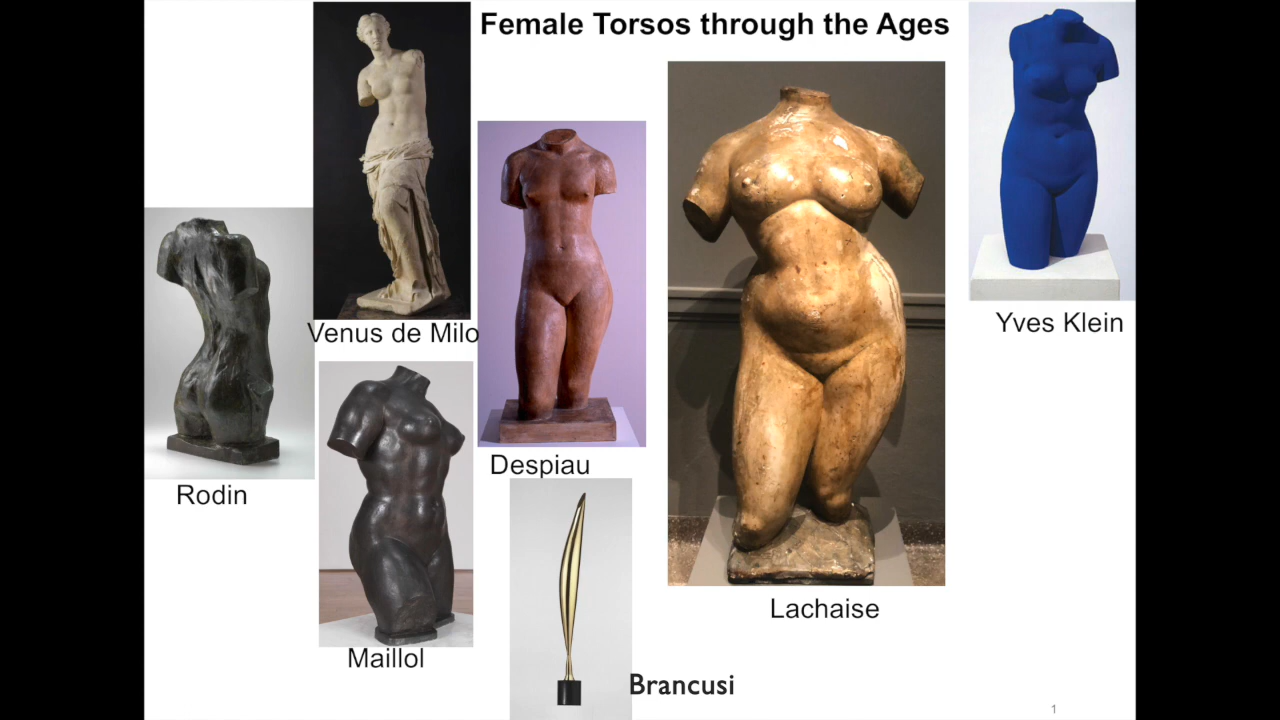 Female Torsos through the Ages
Venus de Milo
Yves Klein
Despiau
Rodin
Lachaise
Maillol
Brancusi
1